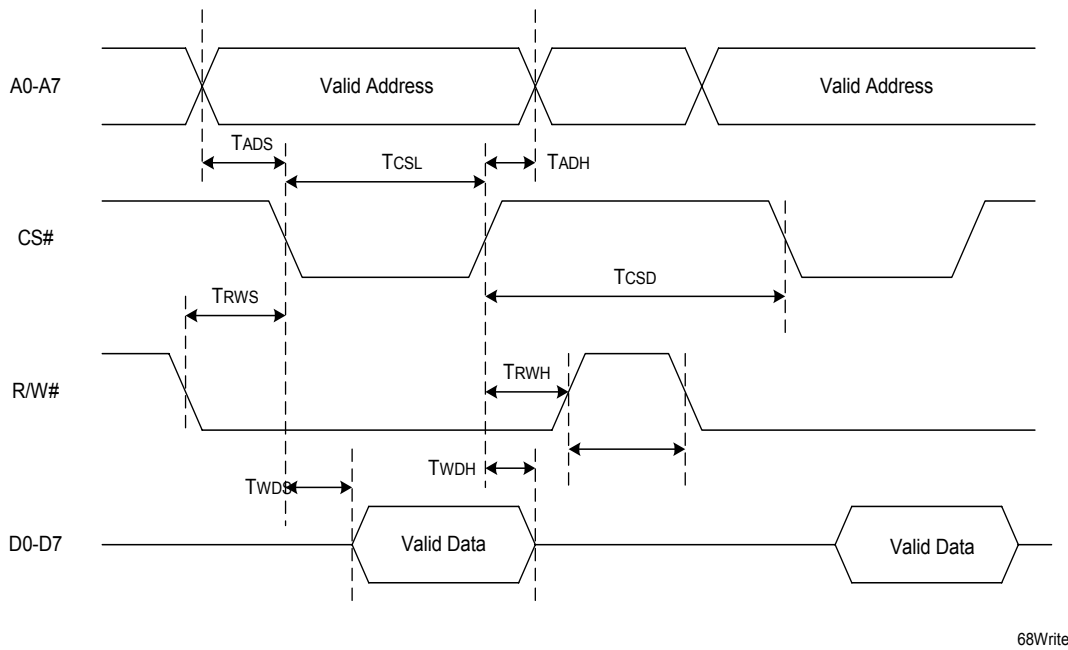 A0-A7
Valid Address
Valid Address
TADS
TCSL
TADH
CS#
TCSD
TRWS
R/W#
TRWH
TWDH
TWDS
D0-D7
Valid Data
Valid Data
68Write